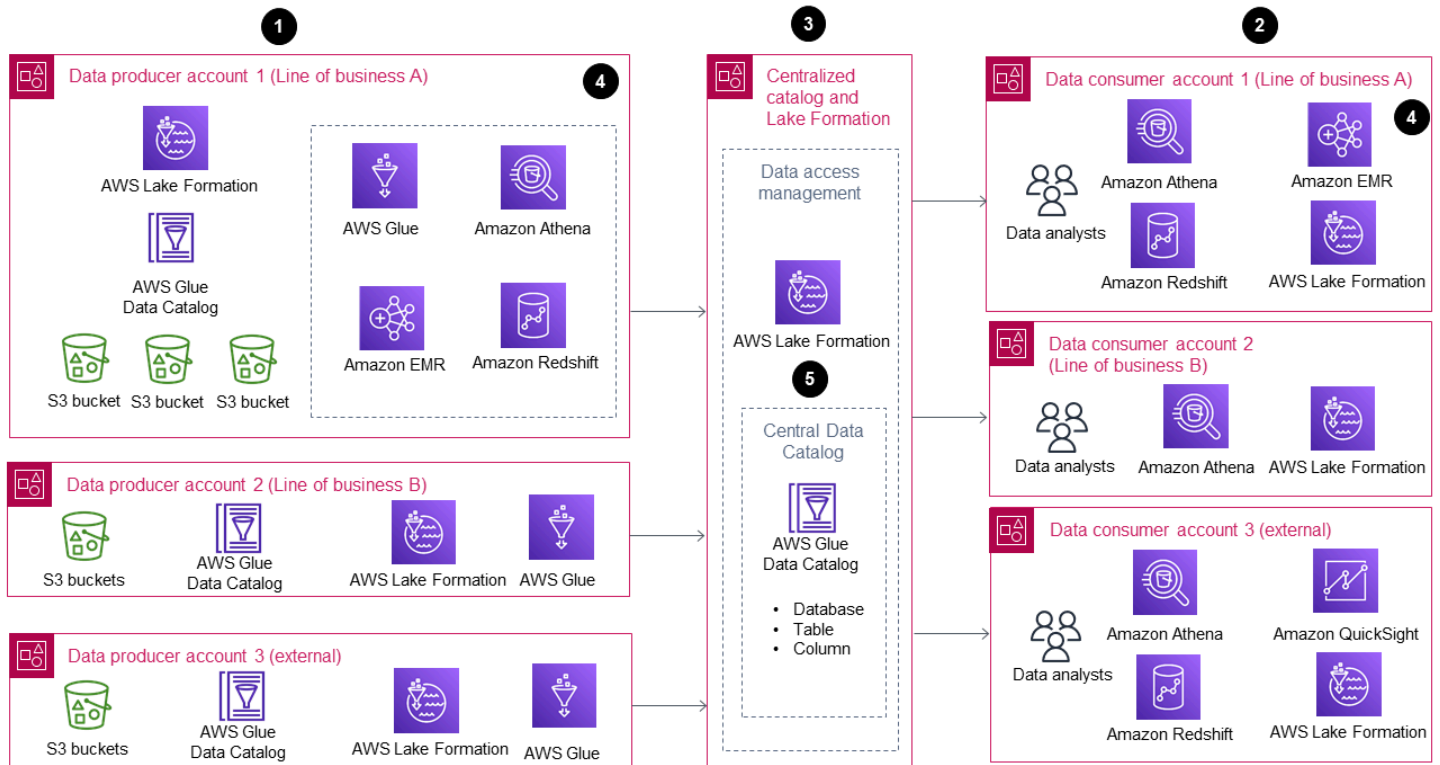 1
3
2
Data producer account 1 (Line of business A)
4
AWS Lake Formation
AWS Glue
Data Catalog
S3 bucket
S3 bucket
S3 bucket
AWS Glue
Amazon Athena
Amazon EMR
Amazon Redshift
Data producer account 2 (Line of business B)
S3 buckets
AWS Glue
Data Catalog
AWS Lake Formation
AWS Glue
Data producer account 3 (external)
S3 buckets
AWS Glue
Data Catalog
AWS Lake Formation
AWS Glue
Centralized
catalog and
Lake Formation
Data access
management
AWS Lake Formation
5
Central Data
Catalog
AWS Glue
Data Catalog
• Database
• Table
• Column
Data consumer account 1 (Line of business A)
4
Data analysts
Amazon Athena
Amazon EMR
Amazon Redshift
AWS Lake Formation
Data consumer account 2
(Line of business B)
Data analysts
Amazon Athena
AWS Lake Formation
Data consumer account 3 (external)
Data analysts
Amazon Athena
Amazon QuickSight
Amazon Redshift
AWS Lake Formation